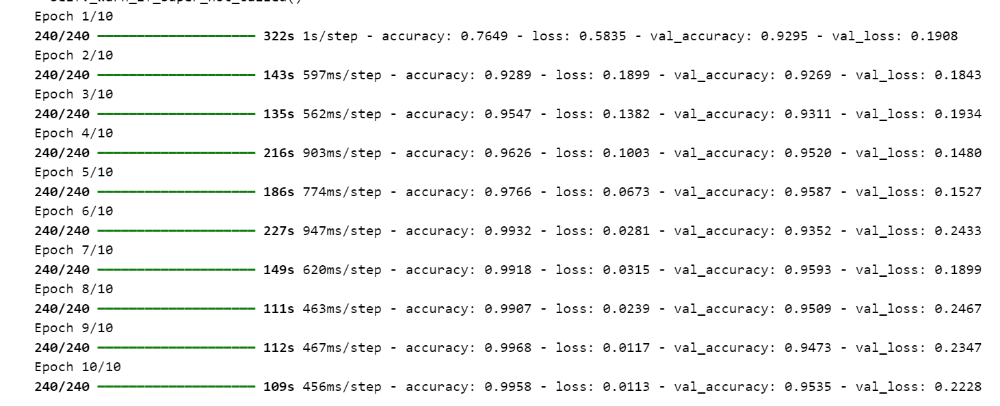 Epoch 1/10
240/240 ━━━━━━━━━━━━━━━━━━━━ 322s 1s/step - accuracy: 0.7649 - loss: 0.5835 - val_accuracy: 0.9295 - val_loss: 0.1908
Epoch 2/10
240/240 ━━━━━━━━━━━━━━━━━━━━ 143s 597ms/step - accuracy: 0.9289 - loss: 0.1899 - val_accuracy: 0.9269 - val_loss: 0.1843
Epoch 3/10
240/240 ━━━━━━━━━━━━━━━━━━━━ 135s 562ms/step - accuracy: 0.9547 - loss: 0.1382 - val_accuracy: 0.9311 - val_loss: 0.1934
Epoch 4/10
240/240 ━━━━━━━━━━━━━━━━━━━━ 216s 903ms/step - accuracy: 0.9626 - loss: 0.1003 - val_accuracy: 0.9520 - val_loss: 0.1480
Epoch 5/10
240/240 ━━━━━━━━━━━━━━━━━━━━ 186s 774ms/step - accuracy: 0.9766 - loss: 0.0673 - val_accuracy: 0.9587 - val_loss: 0.1527
Epoch 6/10
240/240 ━━━━━━━━━━━━━━━━━━━━ 227s 947ms/step - accuracy: 0.9932 - loss: 0.0281 - val_accuracy: 0.9352 - val_loss: 0.2433
Epoch 7/10
240/240 ━━━━━━━━━━━━━━━━━━━━ 149s 620ms/step - accuracy: 0.9918 - loss: 0.0315 - val_accuracy: 0.9593 - val_loss: 0.1899
Epoch 8/10
240/240 ━━━━━━━━━━━━━━━━━━━━ 111s 463ms/step - accuracy: 0.9907 - loss: 0.0239 - val_accuracy: 0.9509 - val_loss: 0.2467
Epoch 9/10
240/240 ━━━━━━━━━━━━━━━━━━━━ 112s 467ms/step - accuracy: 0.9968 - loss: 0.0117 - val_accuracy: 0.9473 - val_loss: 0.2347
Epoch 10/10
240/240 ━━━━━━━━━━━━━━━━━━━━ 109s 456ms/step - accuracy: 0.9958 - loss: 0.0113 - val_accuracy: 0.9535 - val_loss: 0.2228